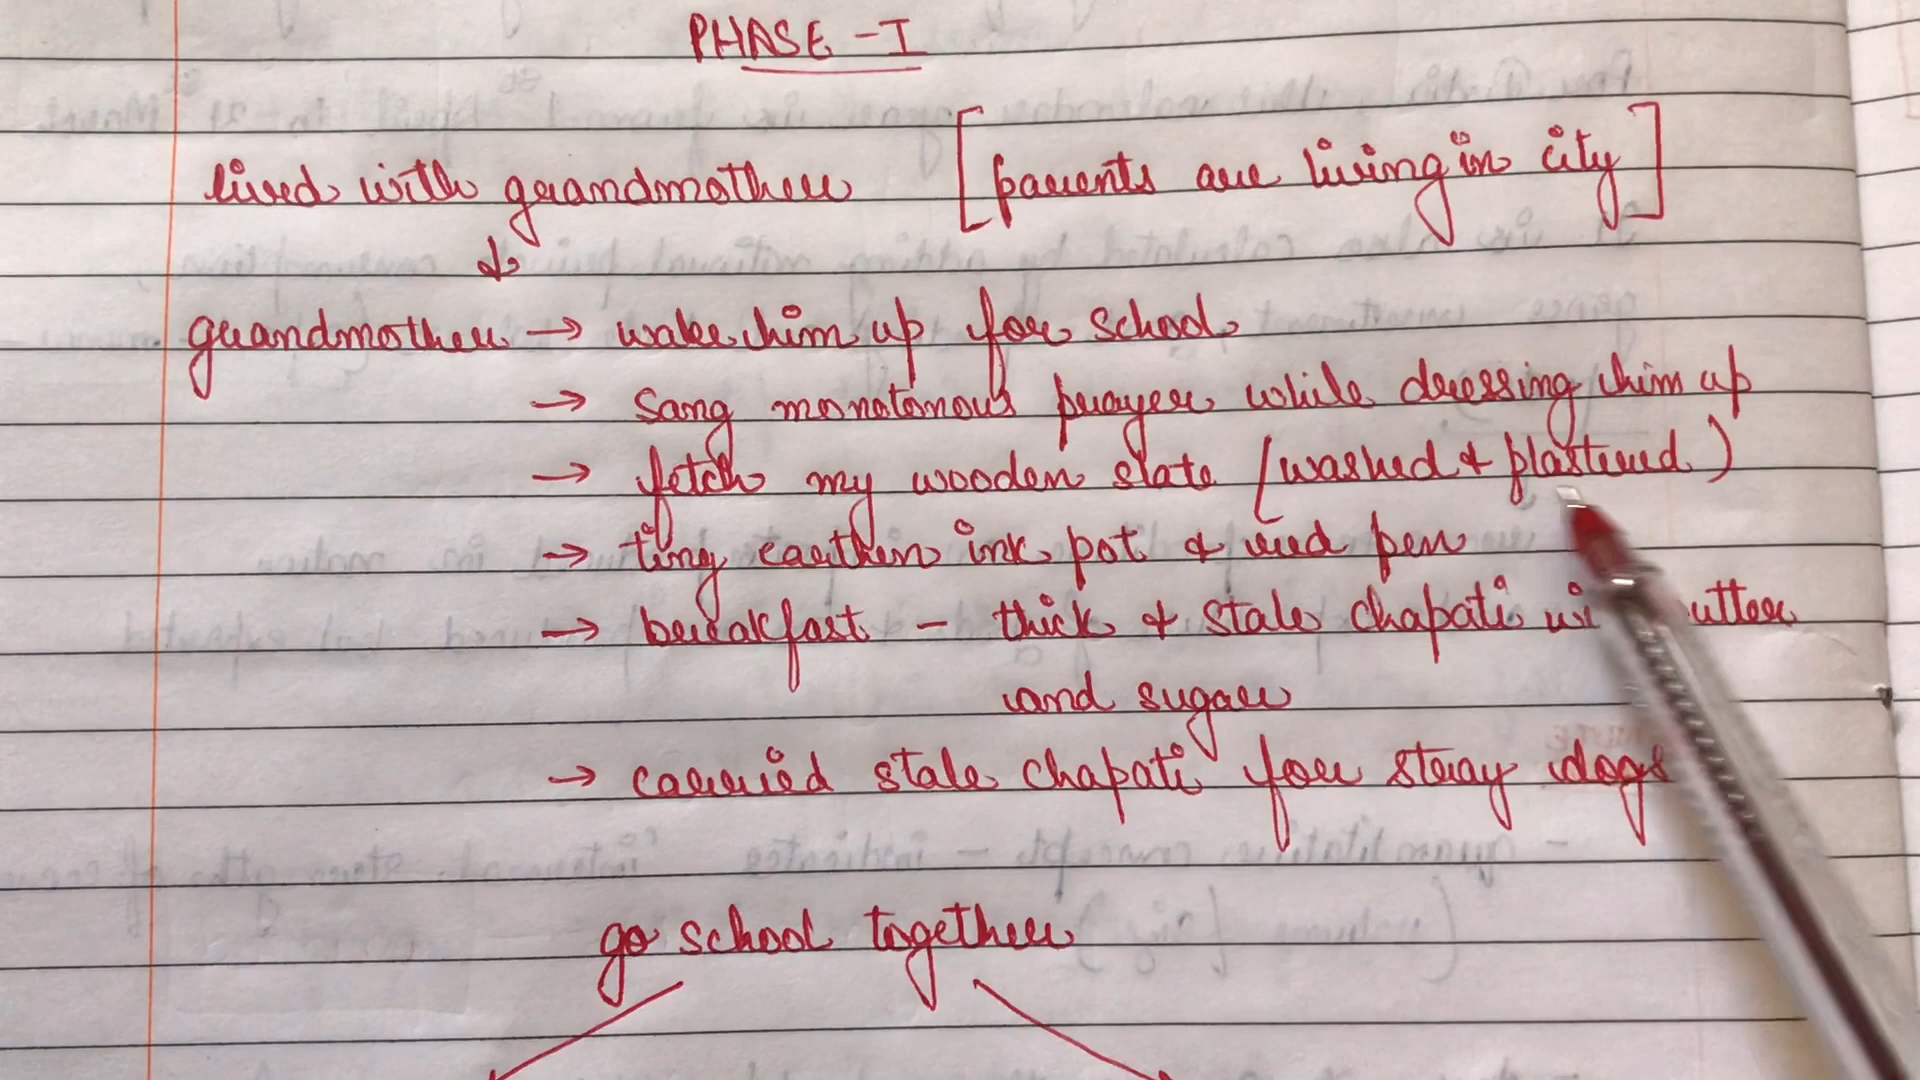 PHASE - I
lived with grandmother [parents are living in city]
↓
grandmother → wake him up for school
→ sang monotonous prayer while dressing him up
→ fetch my wooden slate (washed & plastered)
→ tiny earthen ink pot & red pen
→ breakfast - thick & stale chapati
and sugar
→ carried stale chapati for stray dogs
go school together